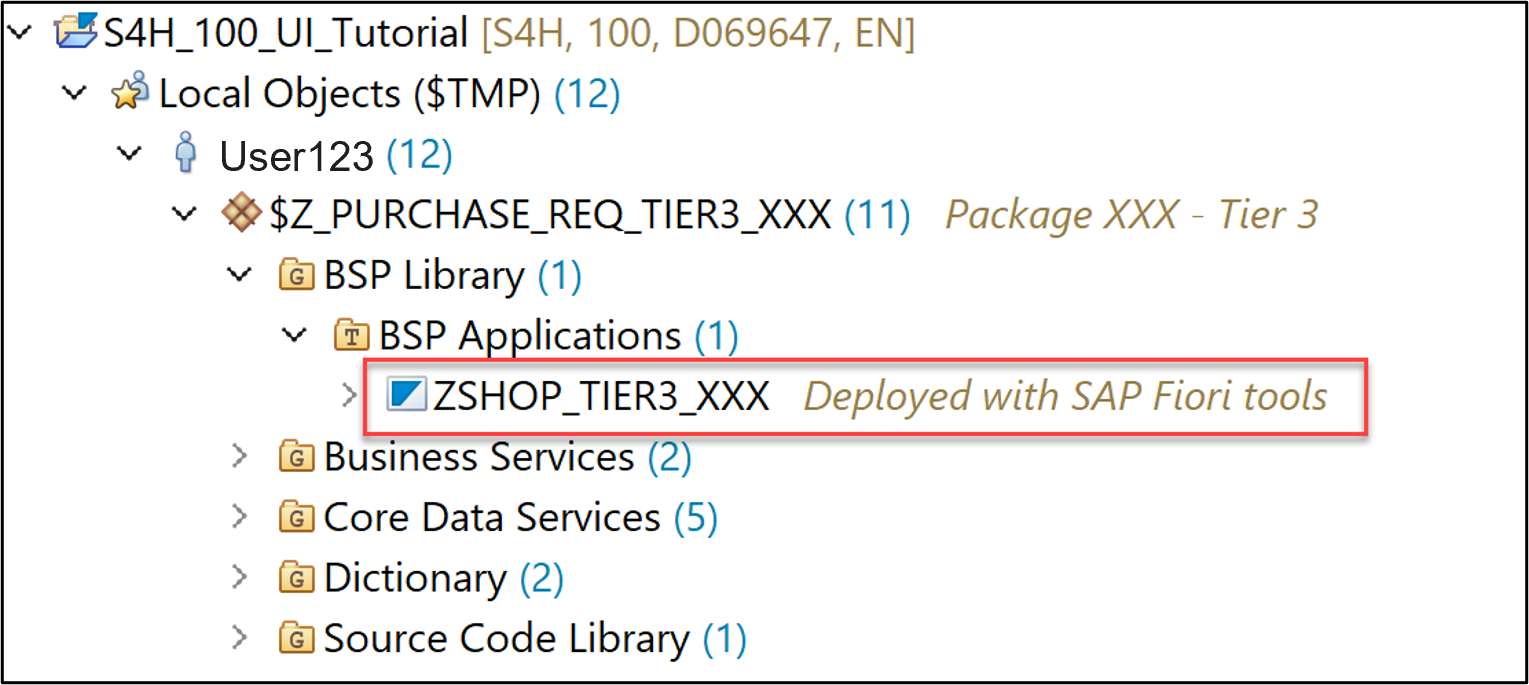 S4H_100_UI_Tutorial [S4H, 100, D069647, EN]
Local Objects ($TMP) (12)
User123 (12)
$Z_PURCHASE_REQ_TIER3_XXX (11) Package XXX - Tier 3
G BSP Library (1)
T BSP Applications (1)
ZSHOP_TIER3_XXX Deployed with SAP Fiori tools
G Business Services (2)
G Core Data Services (5)
G Dictionary (2)
G Source Code Library (1)